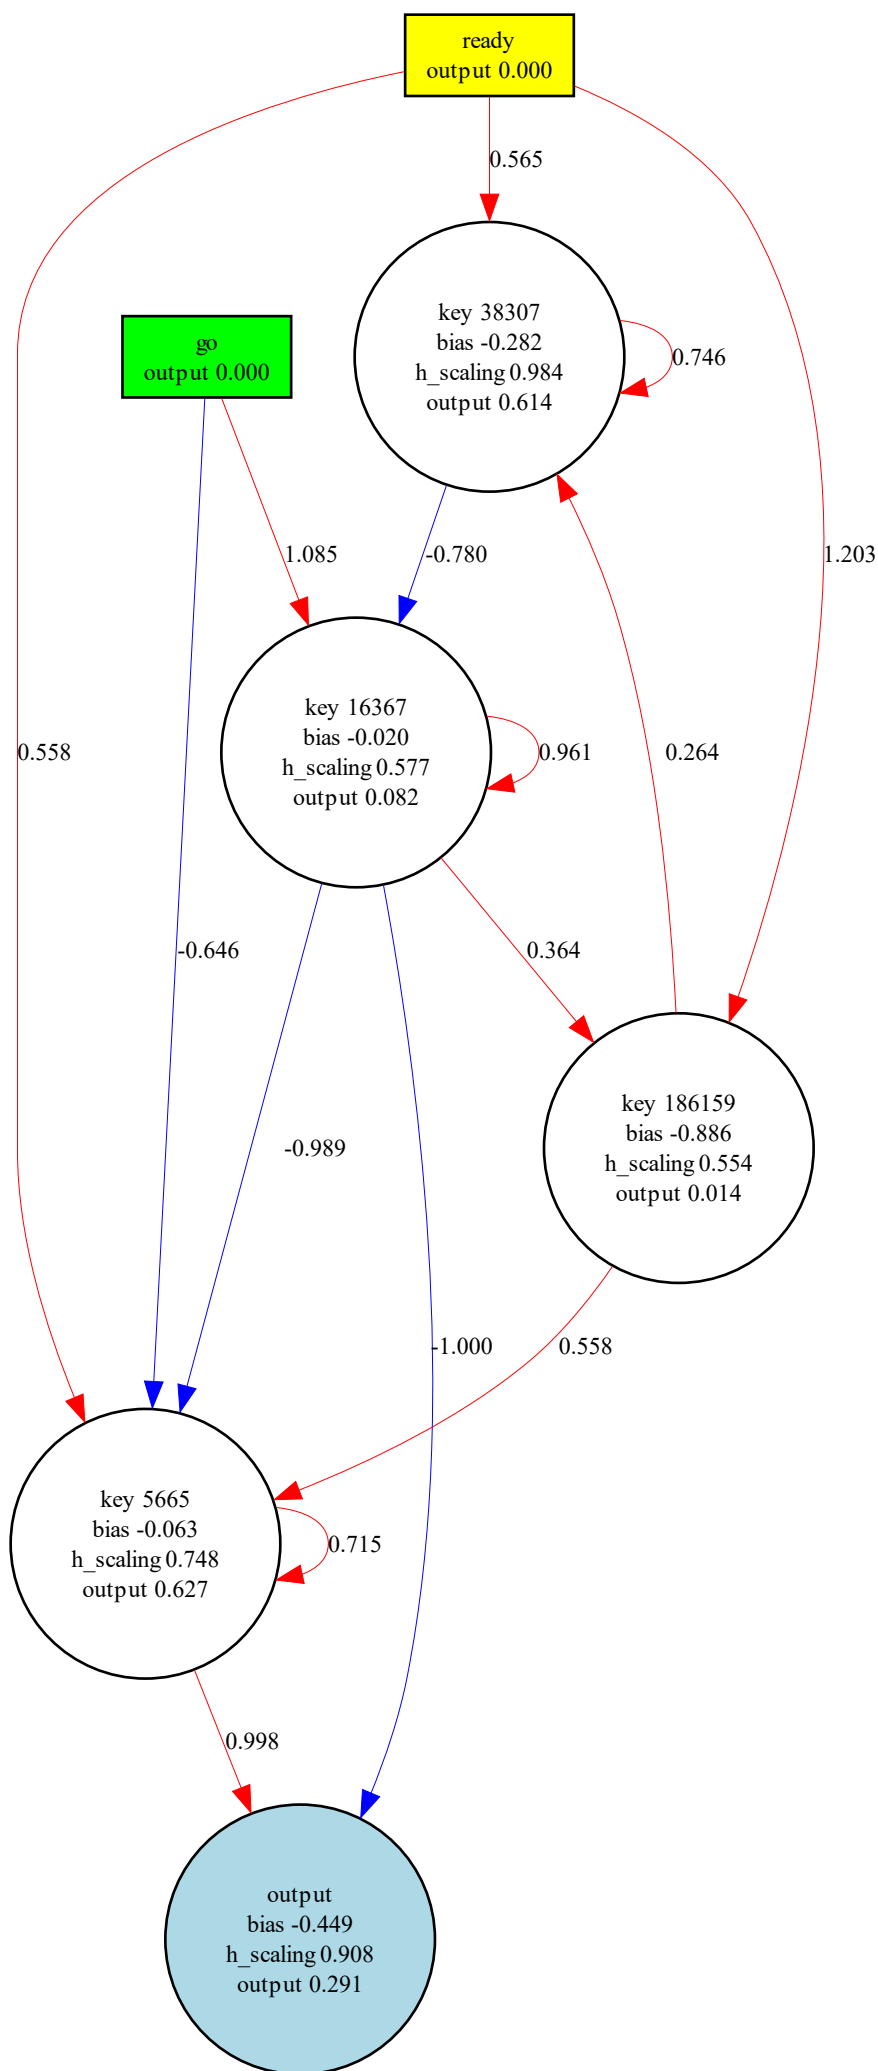 ready
output 0.000
0.565
key 38307
bias -0.282
h_scaling 0.984
output 0.614
0.746
go
output 0.000
1.085
-0.780
1.203
key 16367
bias -0.020
h_scaling 0.577
output 0.082
0.961
0.558
0.264
-0.646
0.364
-0.989
key 186159
bias -0.886
h_scaling 0.554
output 0.014
-1.000
0.558
key 5665
bias -0.063
h_scaling 0.748
output 0.627
0.715
0.998
output
bias -0.449
h_scaling 0.908
output 0.291